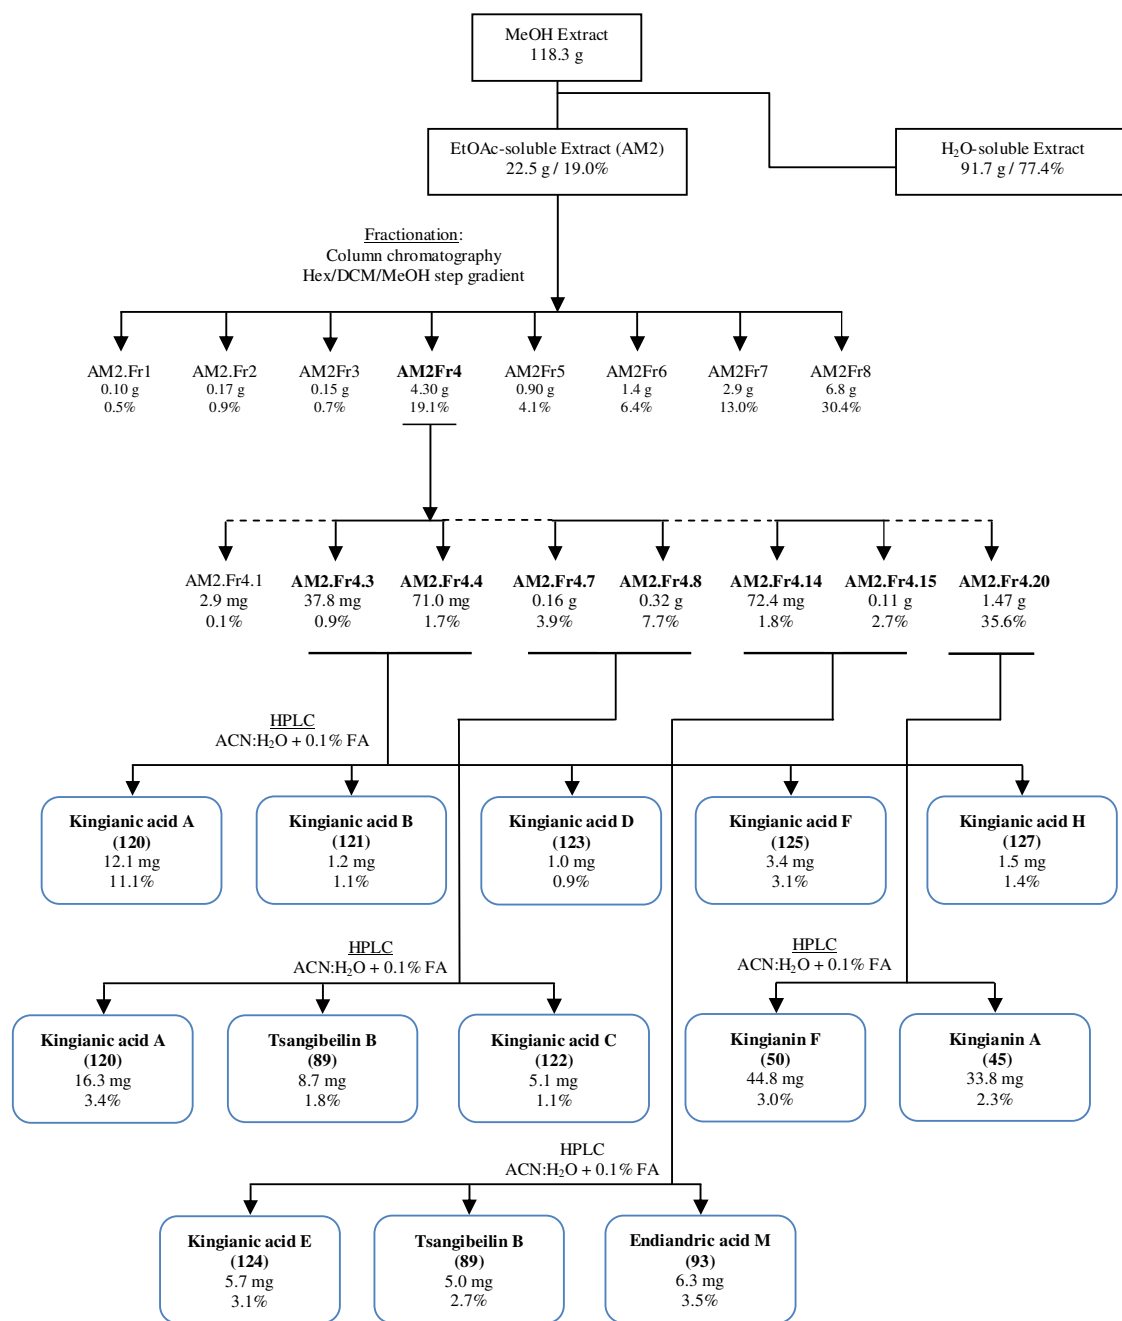 MeOH Extract
118.3 g
EtOAc-soluble Extract (AM2)
22.5 g / 19.0%
H₂O-soluble Extract
91.7 g / 77.4%
Fractionation:
Column chromatography
Hex/DCM/MeOH step gradient
AM2.Fr1
0.10 g
0.5%
AM2.Fr2
0.17 g
0.9%
AM2Fr3
0.15 g
0.7%
AM2Fr4
4.30 g
19.1%
AM2Fr5
0.90 g
4.1%
AM2Fr6
1.4 g
6.4%
AM2Fr7
2.9 g
13.0%
AM2Fr8
6.8 g
30.4%
AM2.Fr4.1
2.9 mg
0.1%
AM2.Fr4.3
37.8 mg
0.9%
AM2.Fr4.4
71.0 mg
1.7%
AM2.Fr4.7
0.16 g
3.9%
AM2.Fr4.8
0.32 g
7.7%
AM2.Fr4.14
72.4 mg
1.8%
AM2.Fr4.15
0.11 g
2.7%
AM2.Fr4.20
1.47 g
35.6%
HPLC
ACN:H₂O + 0.1% FA
Kingianic acid A
(120)
12.1 mg
11.1%
Kingianic acid B
(121)
1.2 mg
1.1%
Kingianic acid D
(123)
1.0 mg
0.9%
Kingianic acid F
(125)
3.4 mg
3.1%
Kingianic acid H
(127)
1.5 mg
1.4%
HPLC
ACN:H₂O + 0.1% FA
Kingianic acid A
(120)
16.3 mg
3.4%
Tsangibeilin B
(89)
8.7 mg
1.8%
Kingianic acid C
(122)
5.1 mg
1.1%
HPLC
ACN:H₂O + 0.1% FA
Kingianin F
(50)
44.8 mg
3.0%
Kingianin A
(45)
33.8 mg
2.3%
HPLC
ACN:H₂O + 0.1% FA
Kingianic acid E
(124)
5.7 mg
3.1%
Tsangibeilin B
(89)
5.0 mg
2.7%
Endiandric acid M
(93)
6.3 mg
3.5%